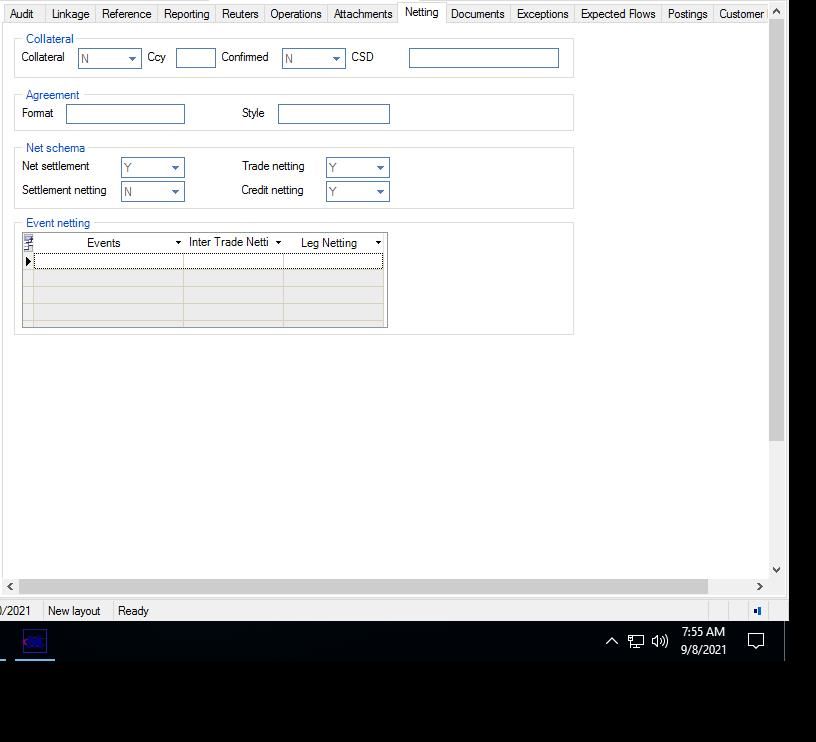 Audit Linkage Reference Reporting Reuters Operations Attachments Netting Documents Exceptions Expected Flows Postings Customer
Collateral
Collateral N Ccy Confirmed N CSD
Agreement
Format Style
Net schema
Net settlement Y Trade netting Y
Settlement netting N Credit netting Y
Event netting
Events Inter Trade Netti Leg Netting
/2021 New layout Ready
7:55 AM
9/8/2021